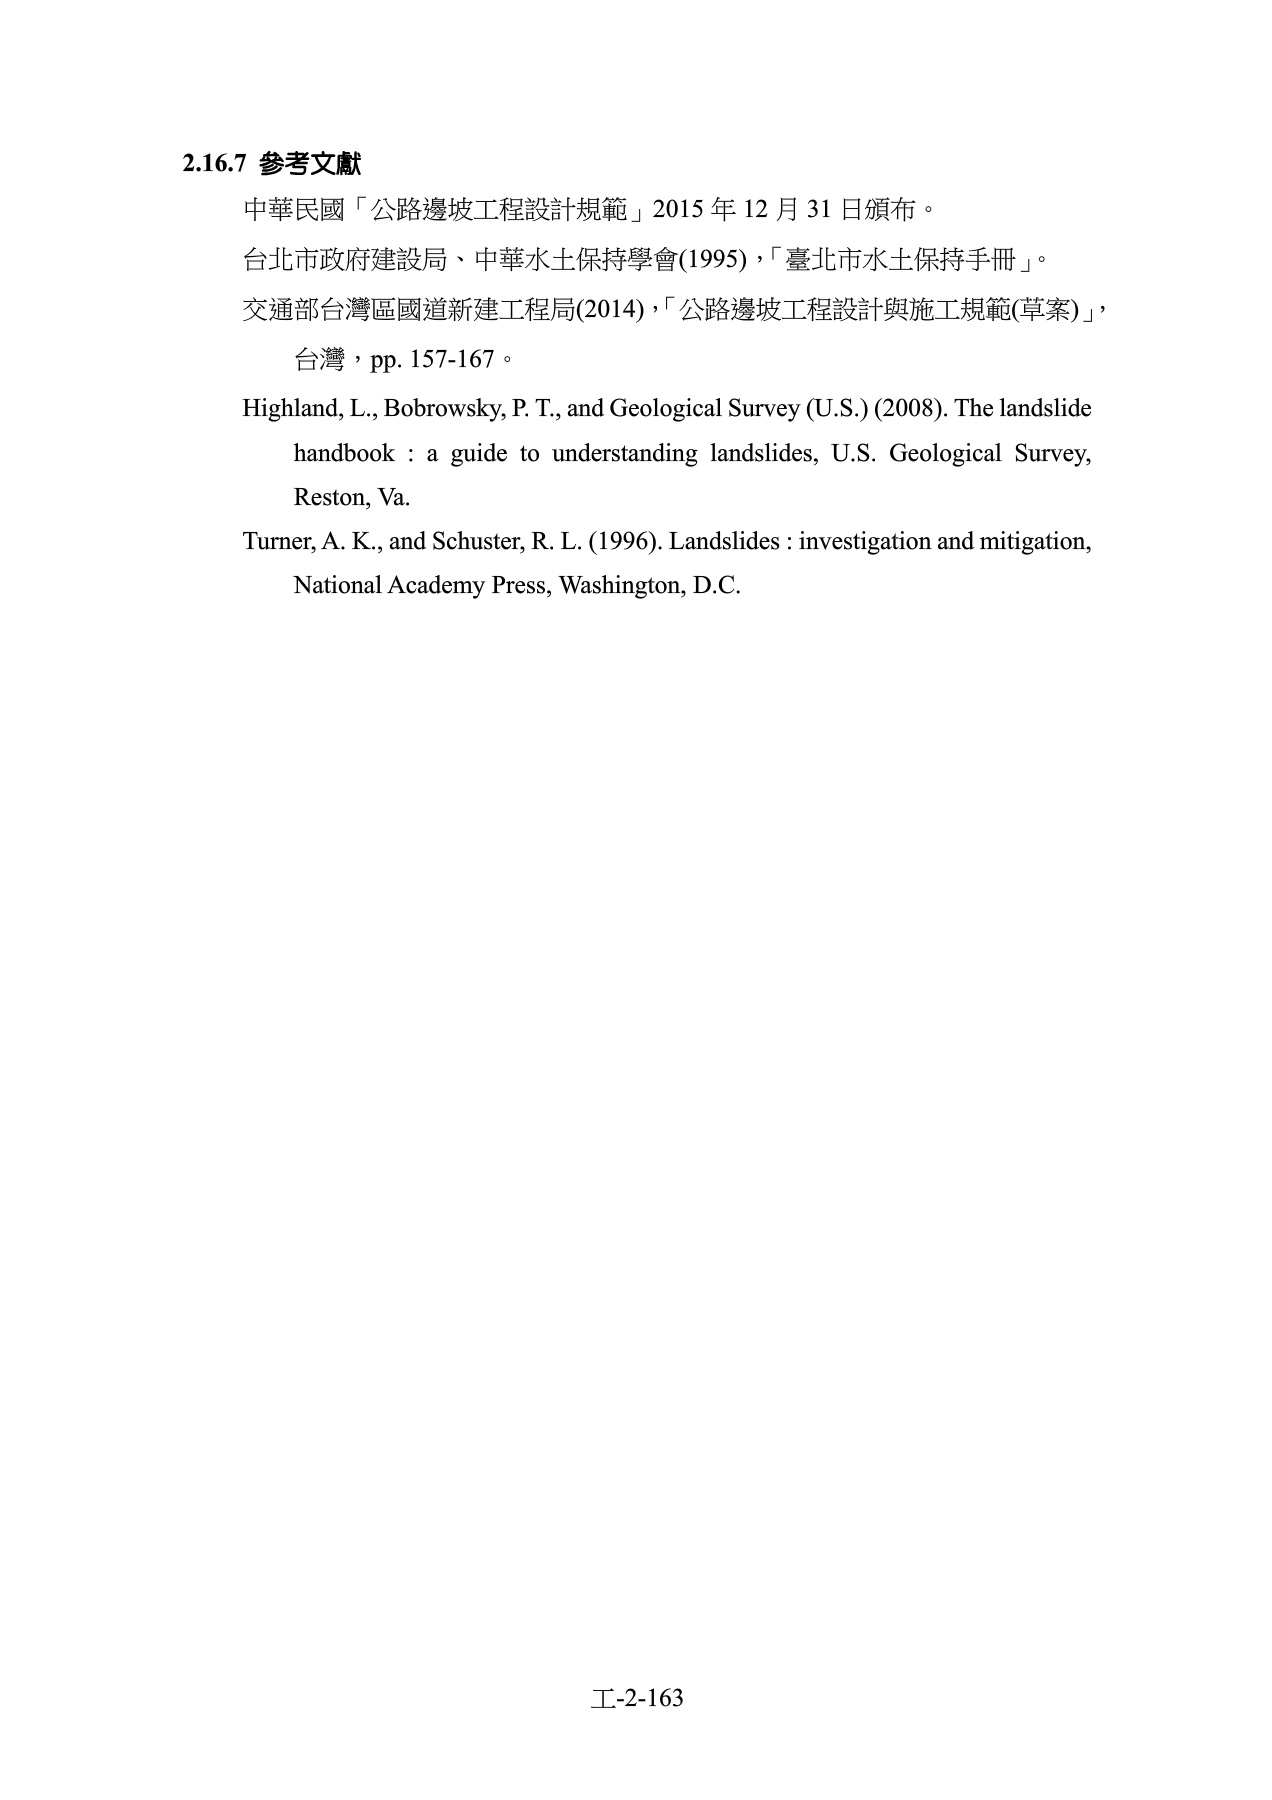 2.16.7 參考文獻
中華民國「公路邊坡工程設計規範」2015 年 12 月 31 日頒布。
台北市政府建設局、中華水土保持學會(1995)，「臺北市水土保持手冊」。
交通部台灣區國道新建工程局(2014)，「公路邊坡工程設計與施工規範(草案)」，
台灣，pp. 157-167。
Highland, L., Bobrowsky, P. T., and Geological Survey (U.S.) (2008). The landslide
handbook : a guide to understanding landslides, U.S. Geological Survey,
Reston, Va.
Turner, A. K., and Schuster, R. L. (1996). Landslides : investigation and mitigation,
National Academy Press, Washington, D.C.
工-2-163